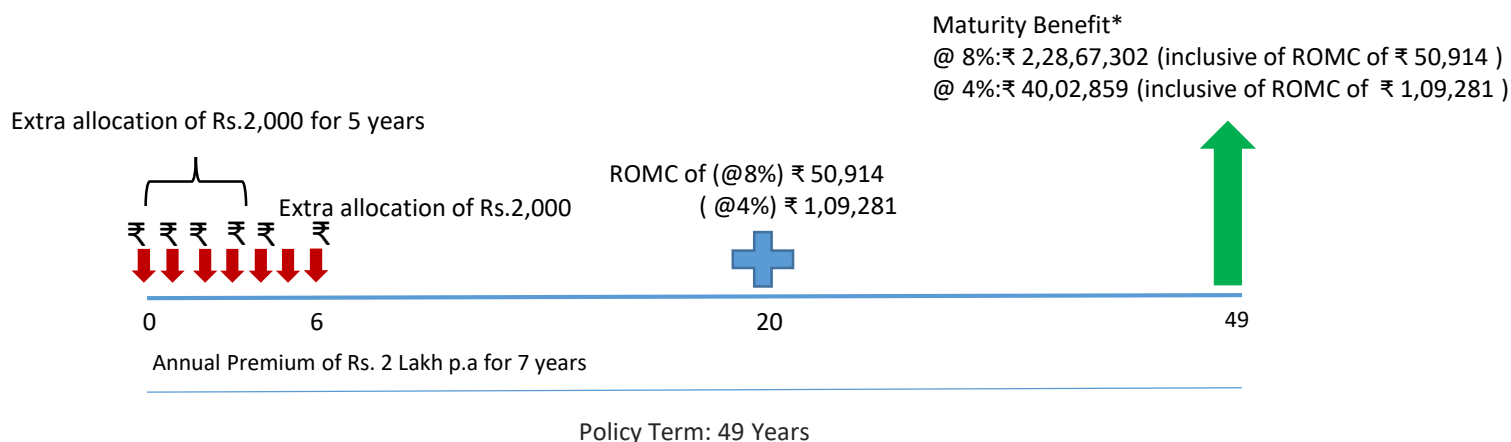 Maturity Benefit*
@ 8%:₹ 2,28,67,302 (inclusive of ROMC of ₹ 50,914 )
@ 4%:₹ 40,02,859 (inclusive of ROMC of  ₹ 1,09,281 )
Extra allocation of Rs.2,000 for 5 years
ROMC of (@8%) ₹ 50,914
( @4%) ₹ 1,09,281
Extra allocation of Rs.2,000
₹ ₹ ₹ ₹ ₹ ₹
0 6 20 49
Annual Premium of Rs. 2 Lakh p.a for 7 years
Policy Term: 49 Years